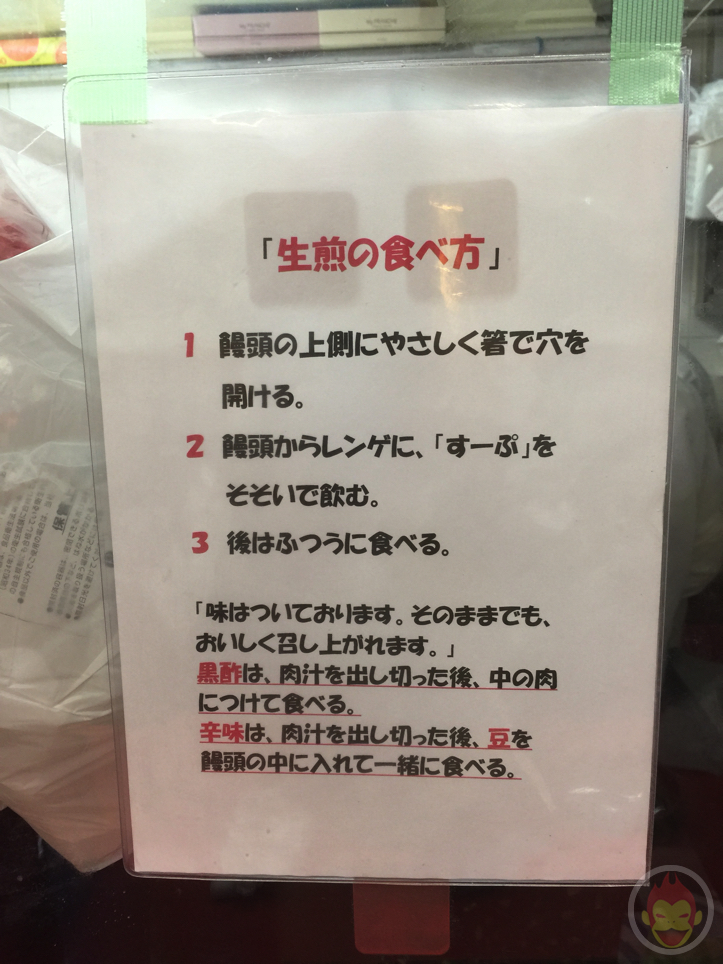 「生煎の食べ方」
1 饅頭の上側にやさしく箸で穴を
開ける。
2 饅頭からレンゲに、「すーぷ」を
そそいで飲む。
3 後はふつうに食べる。
「味はついております。そのままでも、
おいしく召し上がれます。」
黒酢は、肉汁を出し切った後、中の肉
につけて食べる。
辛味は、肉汁を出し切った後、豆を
饅頭の中に入れて一緒に食べる。